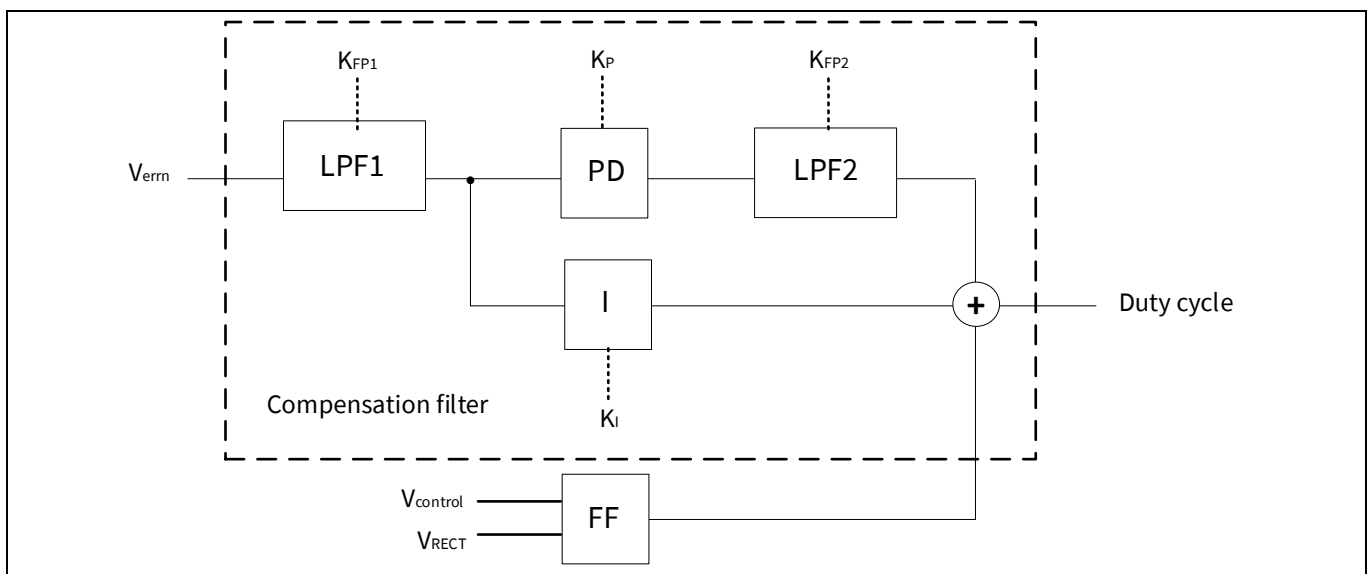 KFP1
KP
KFP2
LPF1
PD
LPF2
Verrn
I
+
Duty cycle
Compensation filter
KI
Vcontrol
VRECT
FF